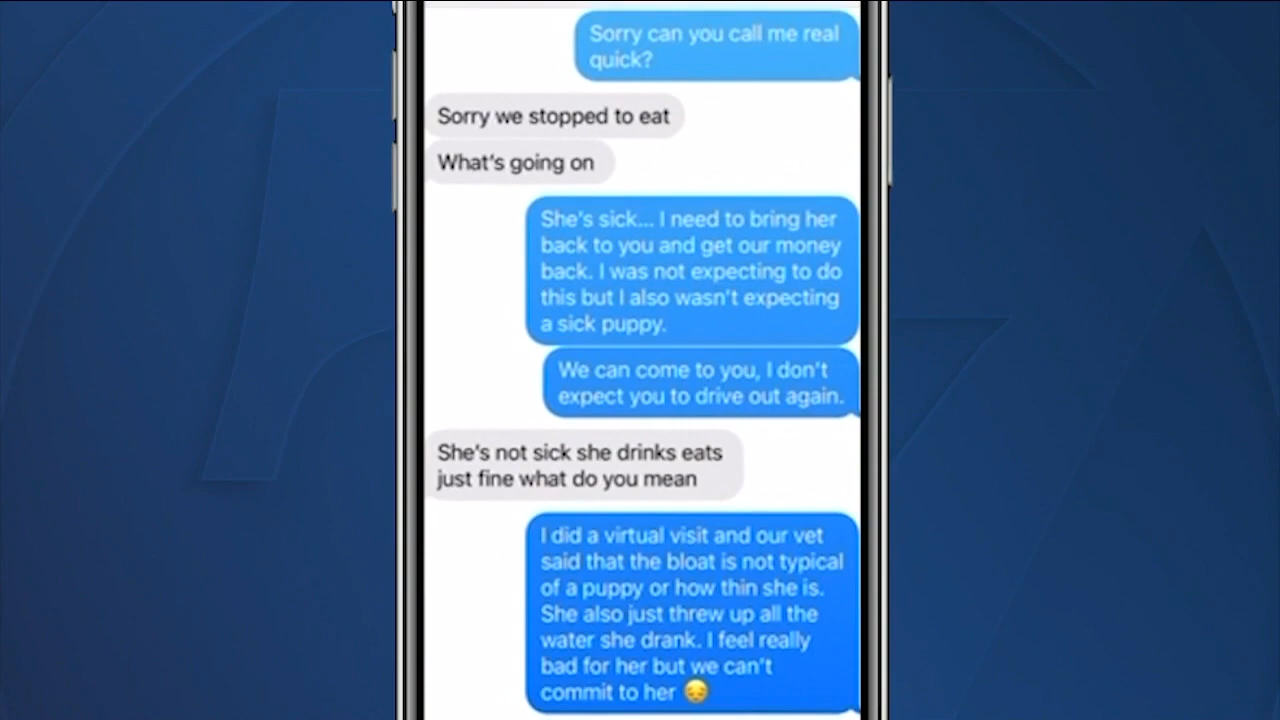 Sorry can you call me real
quick?
Sorry we stopped to eat
What's going on
She's sick... I need to bring her
back to you and get our money
back. I was not expecting to do
this but I also wasn't expecting
a sick puppy.
We can come to you, I don't
expect you to drive out again.
She's not sick she drinks eats
just fine what do you mean
I did a virtual visit and our vet
said that the bloat is not typical
of a puppy or how thin she is.
She also just threw up all the
water she drank. I feel really
bad for her but we can't
commit to her 😔